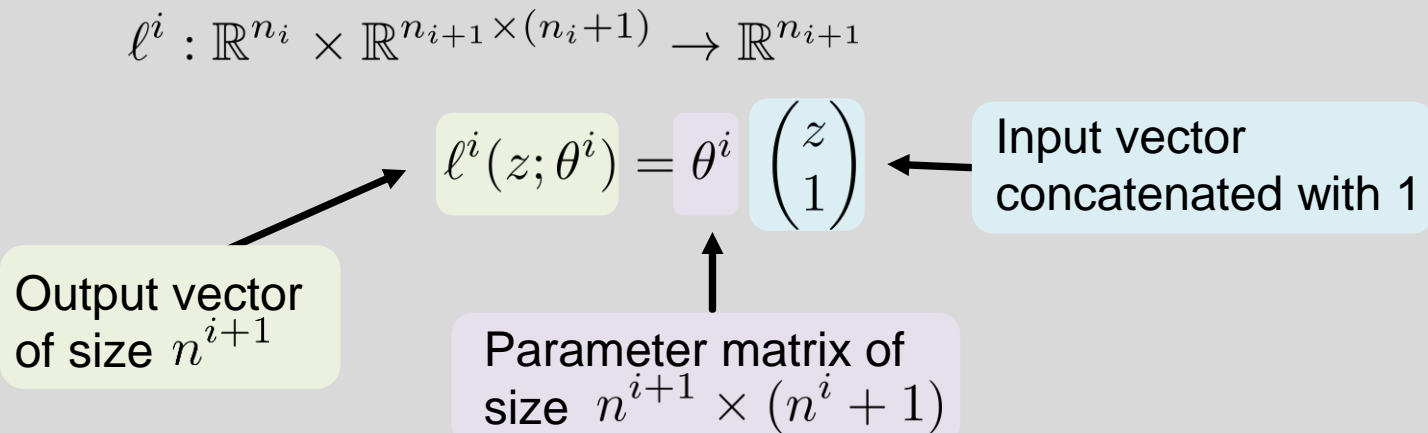 ℓ^i : ℝ^{n_i} × ℝ^{n_{i+1}×(n_i+1)} → ℝ^{n_{i+1}}
ℓ^i(z; θ^i) = θ^i (z 1)
Input vector
concatenated with 1
Output vector
of size n^{i+1}
Parameter matrix of
size n^{i+1} × (n^i + 1)